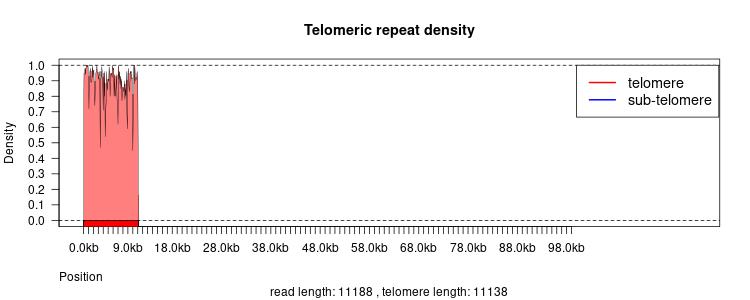 Telomeric repeat density
1.0
0.9
0.8
0.7
0.6
0.5
0.4
0.3
0.2
0.1
0.0
Density
telomere
sub-telomere
0.0kb 9.0kb 18.0kb 28.0kb 38.0kb 48.0kb 58.0kb 68.0kb 78.0kb 88.0kb 98.0kb
Position
read length: 11188 , telomere length: 11138